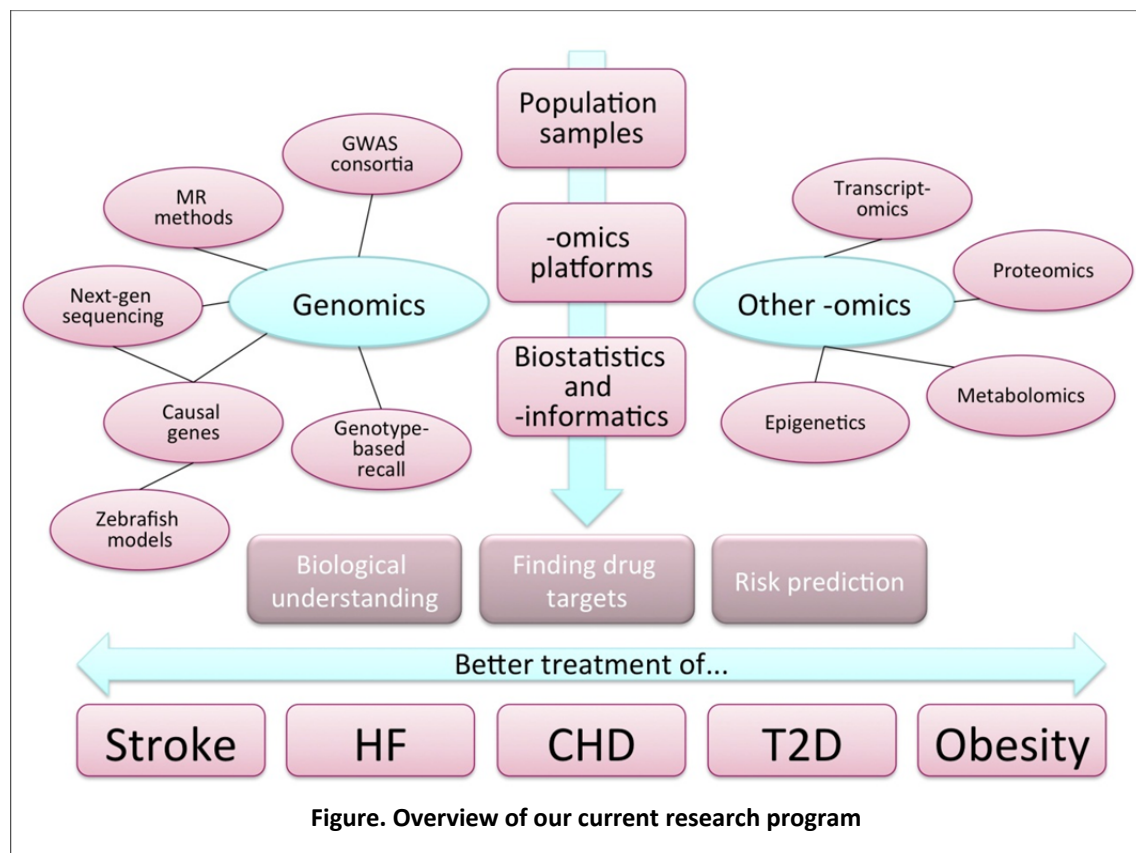 Population
samples
GWAS
consortia
MR
methods
Next-gen
sequencing
Genomics
Causal
genes
Genotype-
based
recall
Zebrafish
models
-omics
platforms
Biostatistics
and
-informatics
Transcript-
omics
Proteomics
Other -omics
Metabolomics
Epigenetics
Biological
understanding
Finding drug
targets
Risk prediction
Better treatment of...
Stroke
HF
CHD
T2D
Obesity
Figure. Overview of our current research program